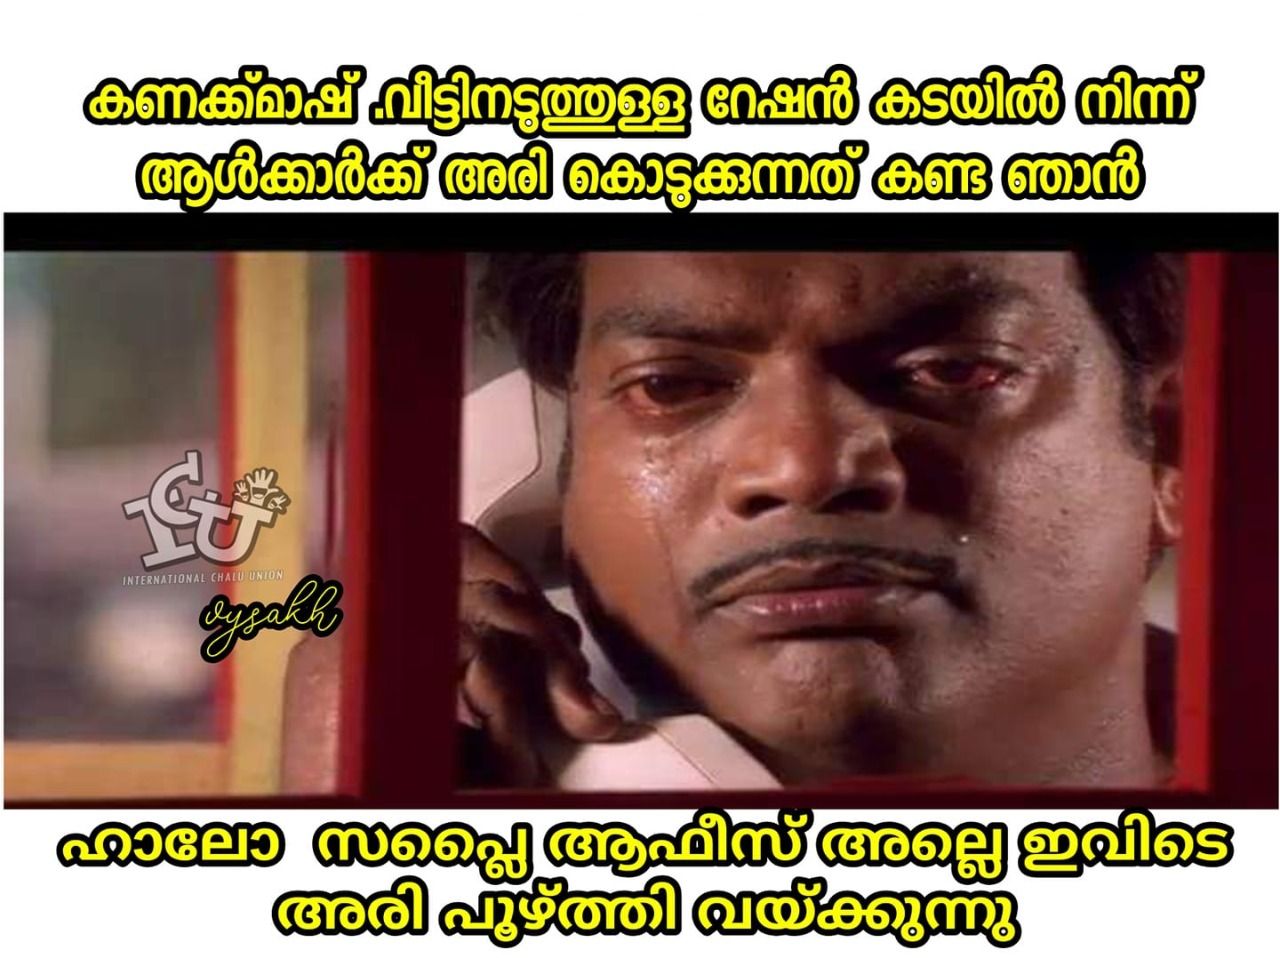 കണക്ക്മാഷ് .വീട്ടിനടുത്തുള്ള റേഷൻ കടയിൽ നിന്ന്
ആൾക്കാർക്ക് അരി കൊടുക്കുന്നത് കണ്ട ഞാൻ
ICU
INTERNATIONAL CHALU UNION
vysakh
ഹാലോ സപ്ലൈ ആഫീസ് അല്ലെ ഇവിടെ
അരി പൂഴ്ത്തി വയ്ക്കുന്നു